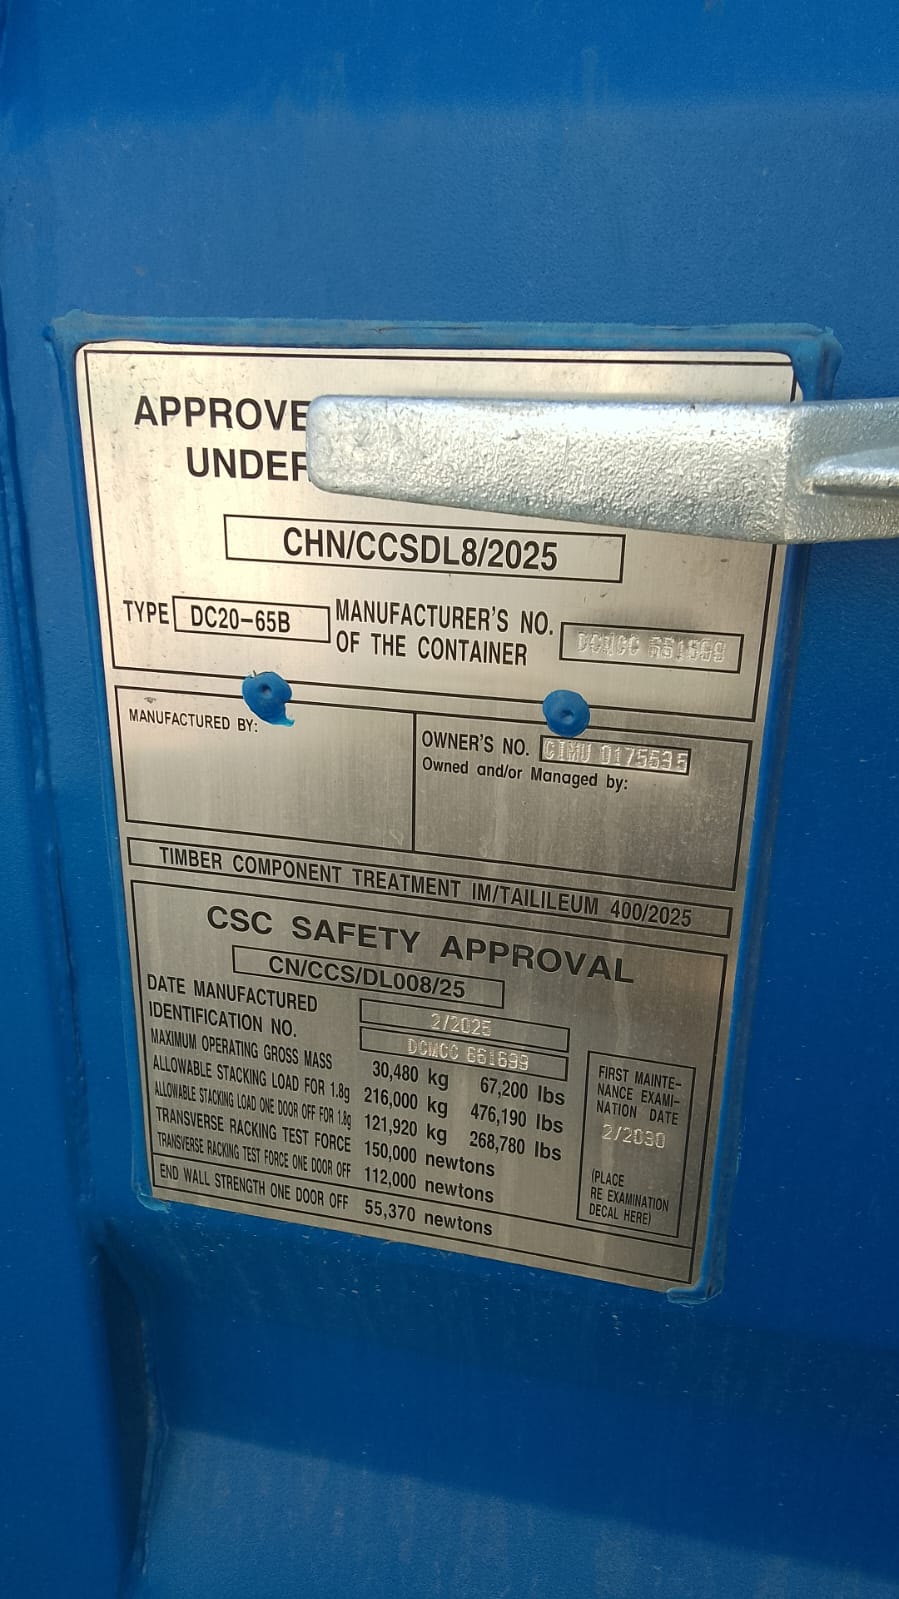 APPROVE
UNDER
CHN/CCSDL8/2025
TYPE DC20-65B MANUFACTURER'S NO. OF THE CONTAINER DCMCC 661699
MANUFACTURED BY:
OWNER'S NO.
Owned and/or Managed by:
TIMBER COMPONENT TREATMENT IM/TAILILEUM 400/2025
CSC SAFETY APPROVAL
CN/CCS/DL008/25
DATE MANUFACTURED 2/2025
IDENTIFICATION NO. DCMCC 661699
MAXIMUM OPERATING GROSS MASS 30,480 kg 67,200 lbs
ALLOWABLE STACKING LOAD FOR 1.8g 216,000 kg 476,190 lbs
ALLOWABLE STACKING LOAD ONE DOOR OFF FOR 1.8g 121,920 kg 268,780 lbs
TRANSVERSE RACKING TEST FORCE 150,000 newtons
TRANSVERSE RACKING TEST FORCE ONE DOOR OFF 112,000 newtons
END WALL STRENGTH ONE DOOR OFF 55,370 newtons
FIRST MAINTE-
NANCE EXAMI-
NATION DATE
2/2030
(PLACE
RE EXAMINATION
DECAL HERE)